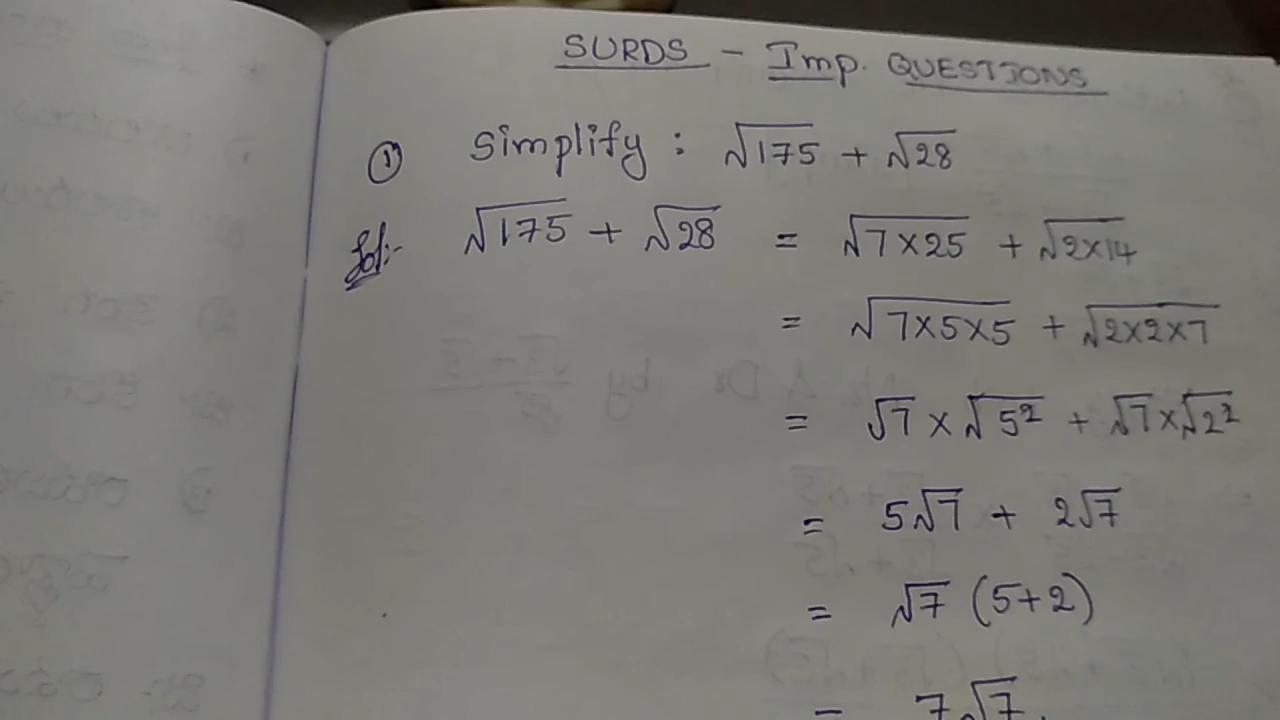 SURDS - Imp. QUESTIONS
① Simplify : √175 + √28
Sol:- √175 + √28 = √7×25 + √2×14
= √7×5×5 + √2×2×7
= √7 × √5² + √7×√2²
= 5√7 + 2√7
= √7 (5+2)
= 7√7.